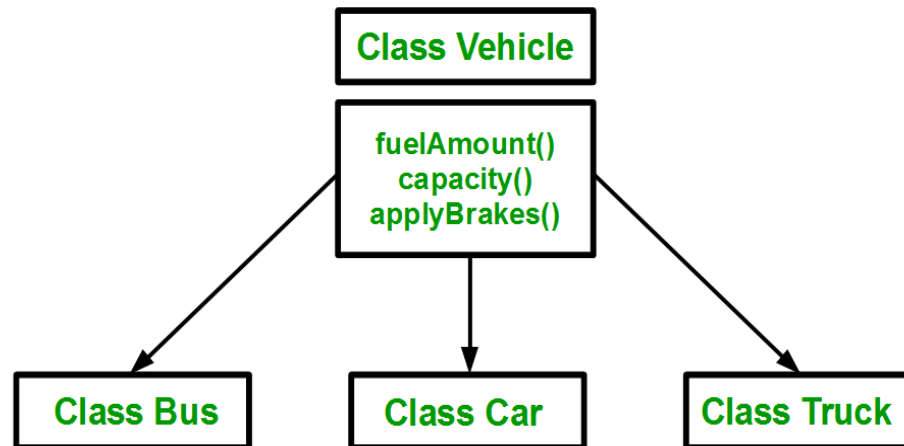 Class Vehicle
fuelAmount()
capacity()
applyBrakes()
Class Bus
Class Car
Class Truck